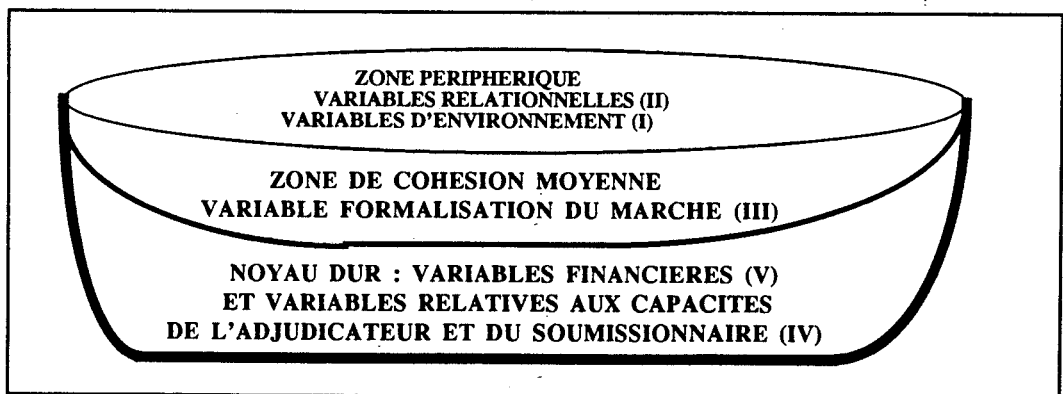 ZONE PERIPHERIQUE
VARIABLES RELATIONNELLES (II)
VARIABLES D'ENVIRONNEMENT (I)
ZONE DE COHESION MOYENNE
VARIABLE FORMALISATION DU MARCHE (III)
NOYAU DUR : VARIABLES FINANCIERES (V)
ET VARIABLES RELATIVES AUX CAPACITES
DE L'ADJUDICATEUR ET DU SOUMISSIONNAIRE (IV)